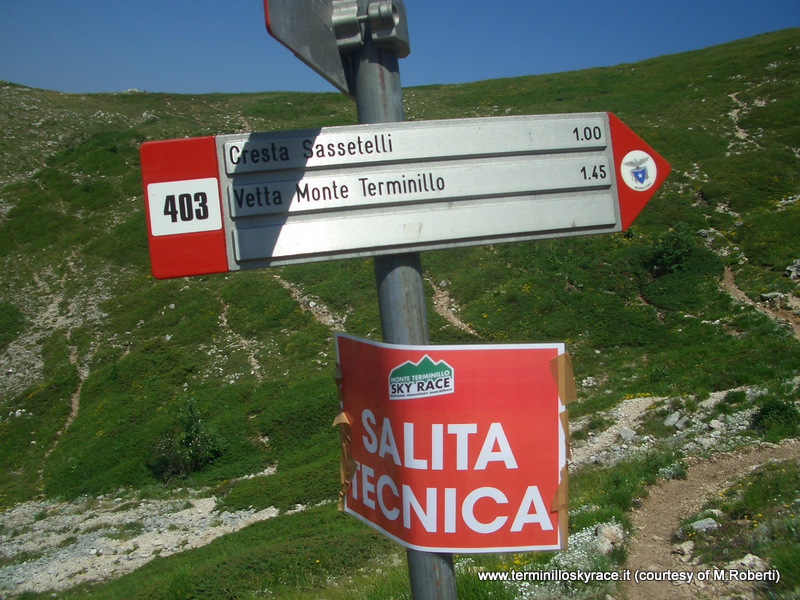 Cresta Sassetelli 1.00
403
Vetta Monte Terminillo 1.45
MONTE TERMINILLO
SKY RACE
SALITA
TECNICA
www.terminilloskyrace.it (courtesy of M.Roberti)